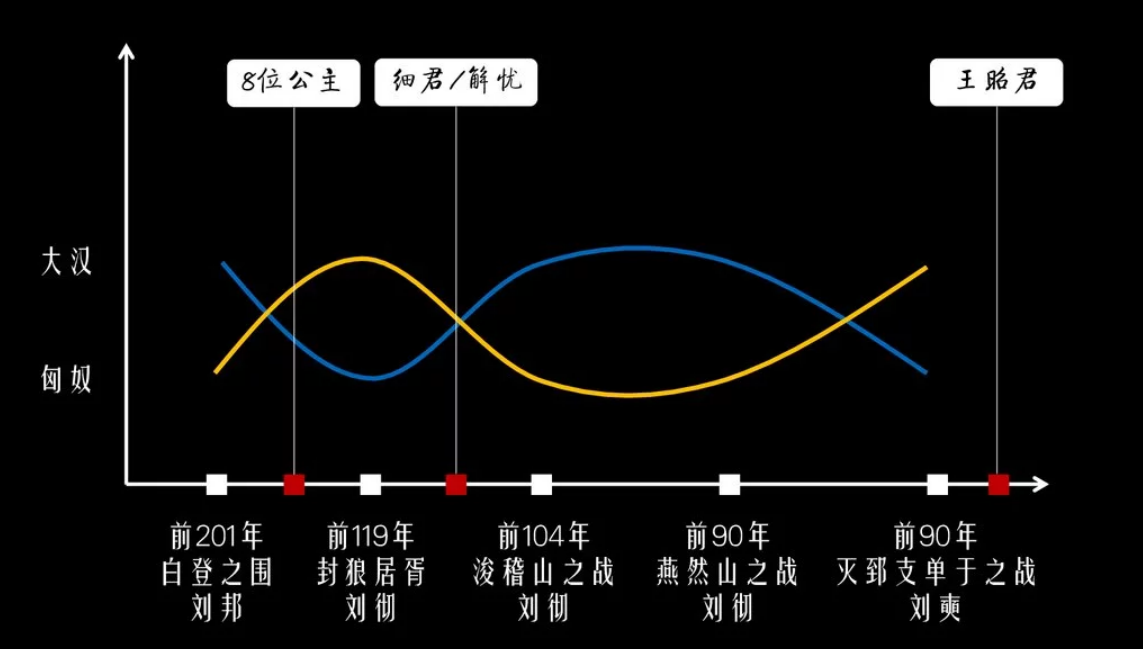 8位公主
细君/解忧
王昭君
大汉
匈奴
前201年
白登之围
刘邦
前119年
封狼居胥
刘彻
前104年
浚稽山之战
刘彻
前90年
燕然山之战
刘彻
前90年
灭郅支单于之战
刘奭